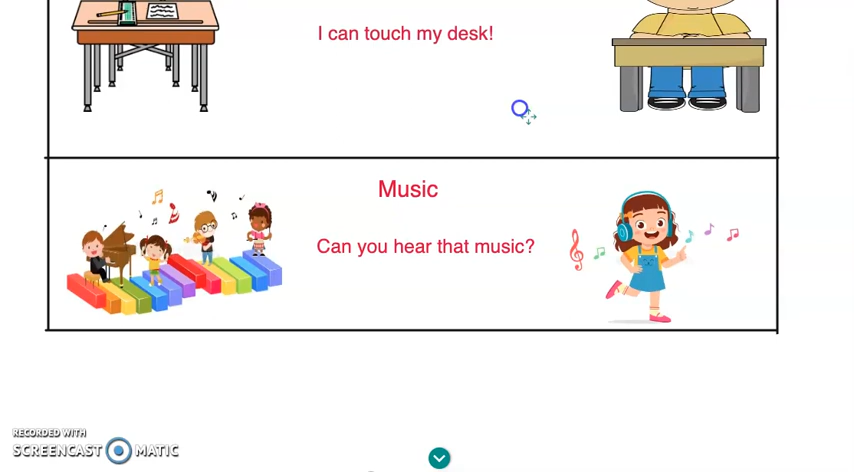 I can touch my desk!
Music
Can you hear that music?
RECORDED WITH
SCREENCAST MATIC